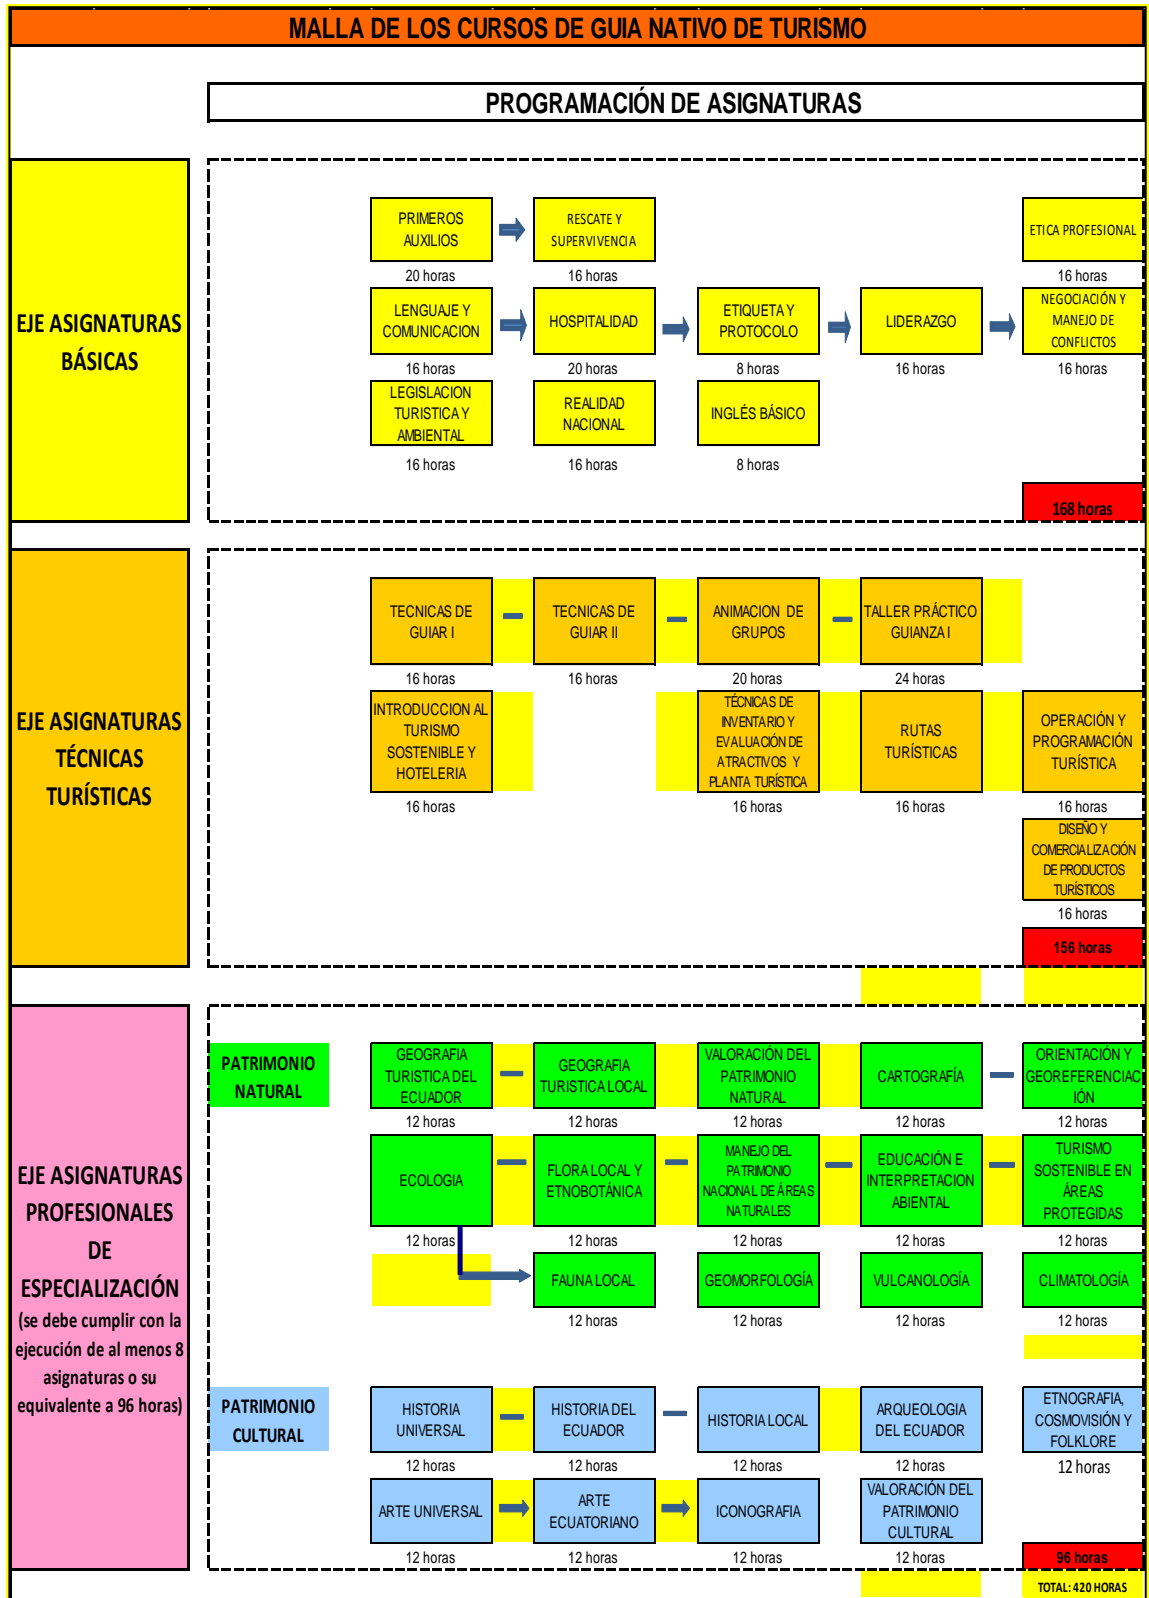 MALLA DE LOS CURSOS DE GUIA NATIVO DE TURISMO
PROGRAMACIÓN DE ASIGNATURAS
EJE ASIGNATURAS
BÁSICAS
PRIMEROS
AUXILIOS
20 horas
RESCATE Y
SUPERVIVENCIA
16 horas
ETICA PROFESIONAL
16 horas
LENGUAJE Y
COMUNICACION
16 horas
HOSPITALIDAD
20 horas
ETIQUETA Y
PROTOCOLO
8 horas
LIDERAZGO
16 horas
NEGOCIACIÓN Y
MANEJO DE
CONFLICTOS
16 horas
LEGISLACION
TURISTICA Y
AMBIENTAL
16 horas
REALIDAD
NACIONAL
16 horas
INGLÉS BÁSICO
8 horas
168 horas
EJE ASIGNATURAS
TÉCNICAS
TURÍSTICAS
TECNICAS DE
GUIAR I
16 horas
TECNICAS DE
GUIAR II
16 horas
ANIMACION DE
GRUPOS
20 horas
TALLER PRÁCTICO
GUIANZA I
24 horas
INTRODUCCION AL
TURISMO
SOSTENIBLE Y
HOTELERIA
16 horas
TÉCNICAS DE
INVENTARIO Y
EVALUACIÓN DE
ATRACTIVOS Y
PLANTA TURÍSTICA
16 horas
RUTAS
TURÍSTICAS
16 horas
OPERACIÓN Y
PROGRAMACIÓN
TURÍSTICA
16 horas
DISEÑO Y
COMERCIALIZACIÓN
DE PRODUCTOS
TURÍSTICOS
16 horas
156 horas
EJE ASIGNATURAS
PROFESIONALES
DE
ESPECIALIZACIÓN
(se debe cumplir con la
ejecución de al menos 8
asignaturas o su
equivalente a 96 horas)
PATRIMONIO
NATURAL
GEOGRAFIA
TURISTICA DEL
ECUADOR
12 horas
GEOGRAFIA
TURISTICA LOCAL
12 horas
VALORACIÓN DEL
PATRIMONIO
NATURAL
12 horas
CARTOGRAFÍA
12 horas
ORIENTACIÓN Y
GEOREFERENCIAC
IÓN
12 horas
ECOLOGIA
12 horas
FLORA LOCAL Y
ETNOBOTÁNICA
12 horas
MANEJO DEL
PATRIMONIO
NACIONAL DE ÁREAS
NATURALES
12 horas
EDUCACIÓN E
INTERPRETACION
ABIENTAL
12 horas
TURISMO
SOSTENIBLE EN
ÁREAS
PROTEGIDAS
12 horas
FAUNA LOCAL
12 horas
GEOMORFOLOGÍA
12 horas
VULCANOLOGÍA
12 horas
CLIMATOLOGÍA
12 horas
PATRIMONIO
CULTURAL
HISTORIA
UNIVERSAL
12 horas
HISTORIA DEL
ECUADOR
12 horas
HISTORIA LOCAL
12 horas
ARQUEOLOGIA
DEL ECUADOR
12 horas
ETNOGRAFIA,
COSMOVISIÓN Y
FOLKLORE
12 horas
ARTE UNIVERSAL
12 horas
ARTE
ECUATORIANO
12 horas
ICONOGRAFIA
12 horas
VALORACIÓN DEL
PATRIMONIO
CULTURAL
12 horas
96 horas
TOTAL: 420 HORAS